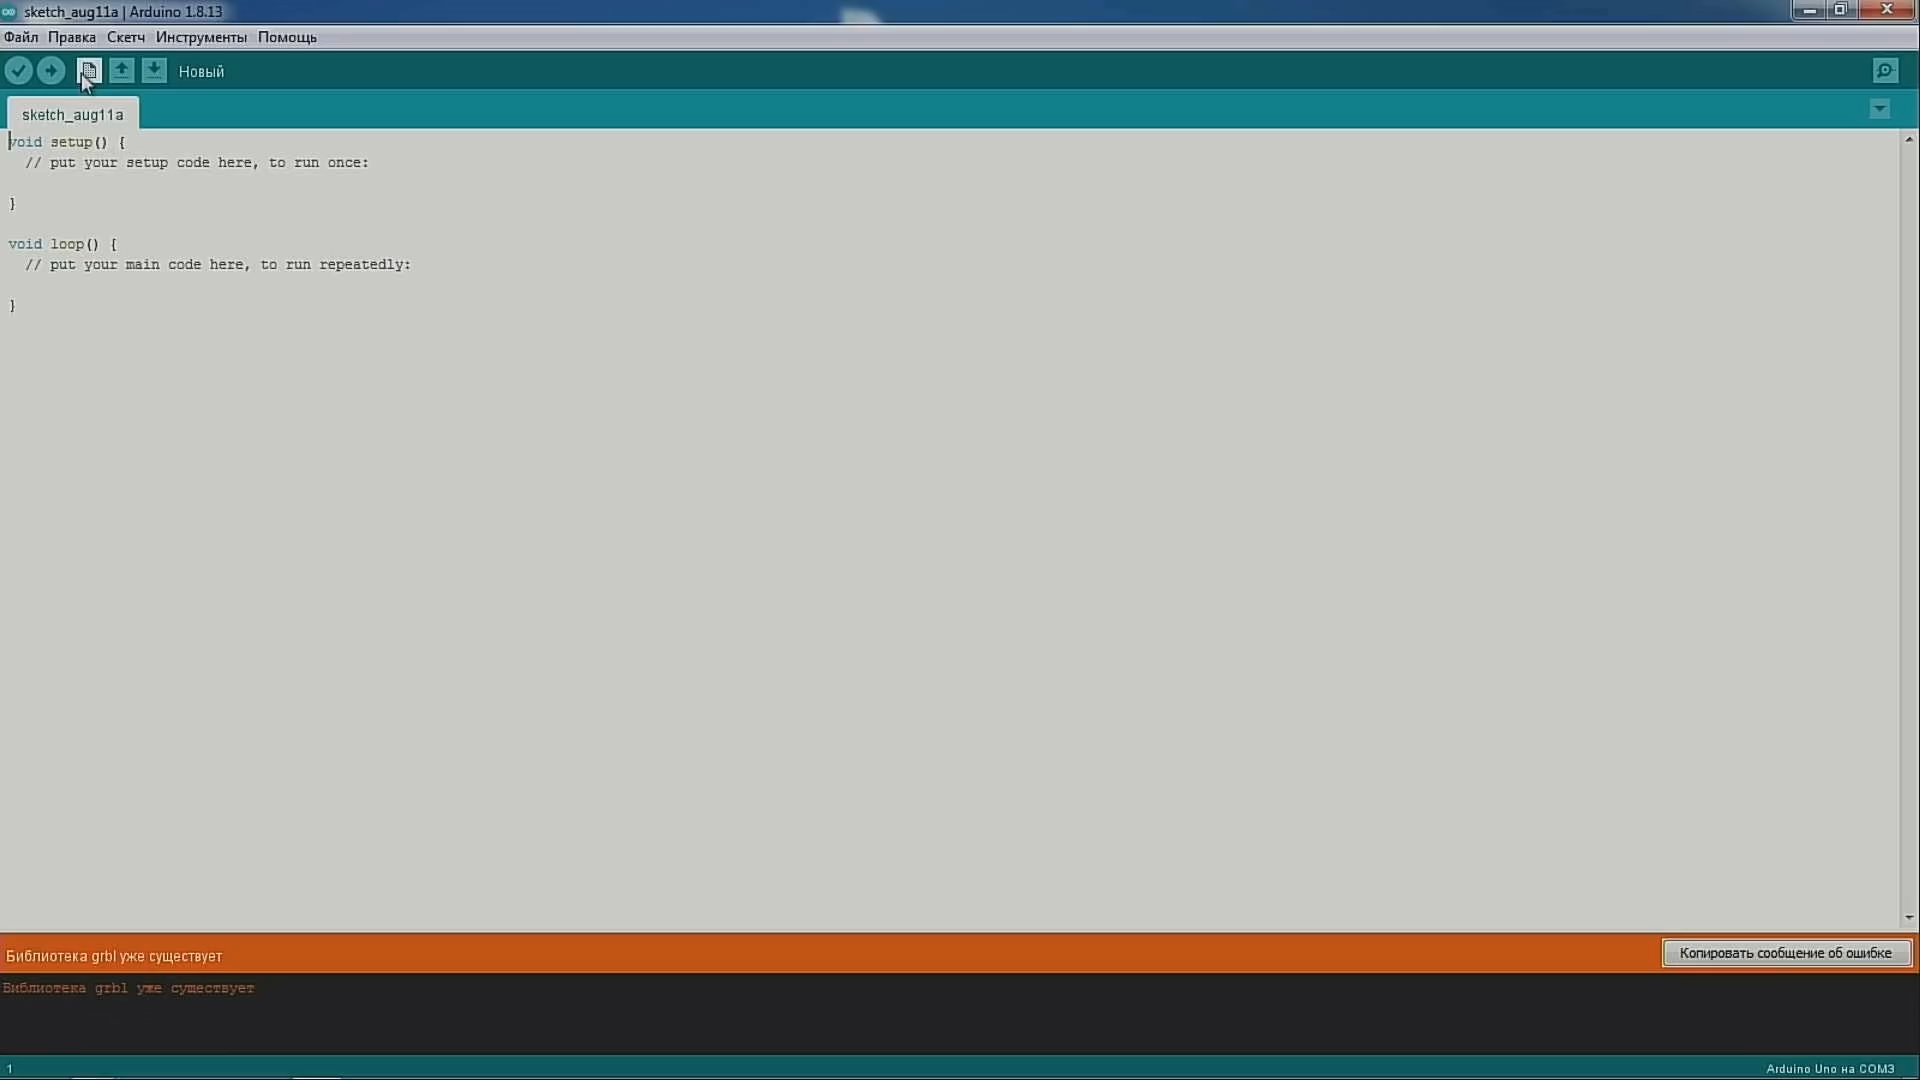 sketch_aug11a | Arduino 1.8.13
Файл Правка Скетч Инструменты Помощь
Новый
sketch_aug11a
void setup() {
  // put your setup code here, to run once:
}
void loop() {
  // put your main code here, to run repeatedly:
}
Библиотека grbl уже существует
Копировать сообщение об ошибке
Библиотека grbl уже существует
1
Arduino Uno на COM3